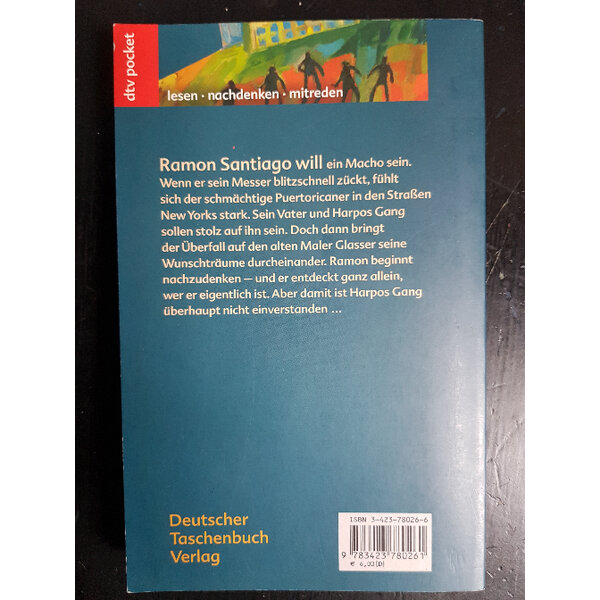 dtv pocket
lesen · nachdenken · mitreden
Ramon Santiago will ein Macho sein.
Wenn er sein Messer blitzschnell zückt, fühlt
sich der schmächtige Puertoricaner in den Straßen
New Yorks stark. Sein Vater und Harpos Gang
sollen stolz auf ihn sein. Doch dann bringt
der Überfall auf den alten Maler Glasser seine
Wunschträume durcheinander. Ramon beginnt
nachzudenken – und er entdeckt ganz allein,
wer er eigentlich ist. Aber damit ist Harpos Gang
überhaupt nicht einverstanden ...
Deutscher
Taschenbuch
Verlag
ISBN 3-423-78026-6
9 783423 780261
€ 6,00(D)